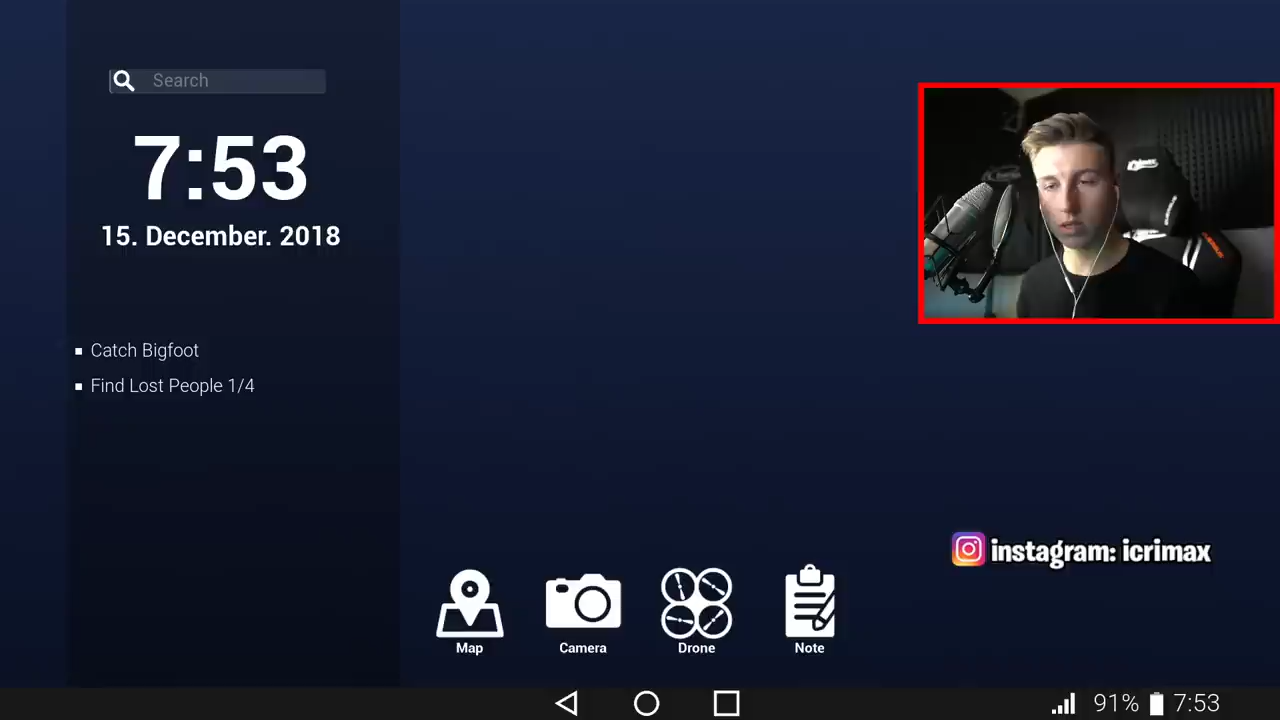 Search
7:53
15. December. 2018
Catch Bigfoot
Find Lost People 1/4
instagram: icrimax
Map
Camera
Drone
Note
91%
7:53